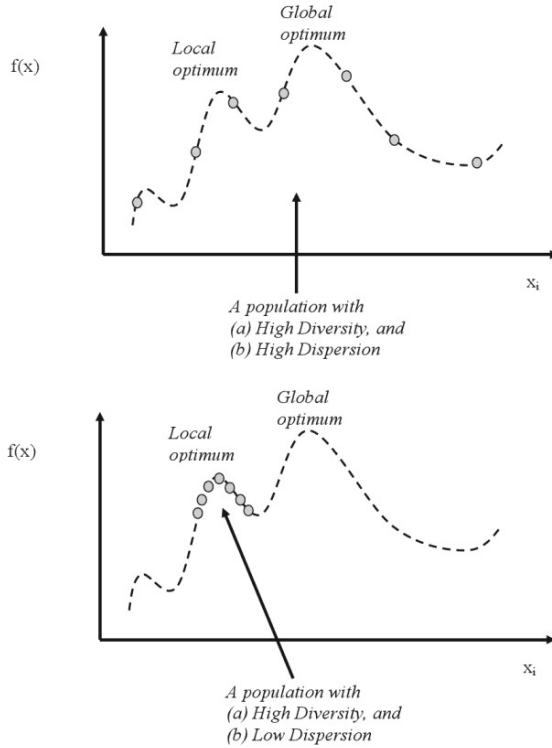 Global
optimum
f(x)
Local
optimum
xi
A population with
(a) High Diversity, and
(b) High Dispersion
Global
optimum
f(x)
Local
optimum
xi
A population with
(a) High Diversity, and
(b) Low Dispersion